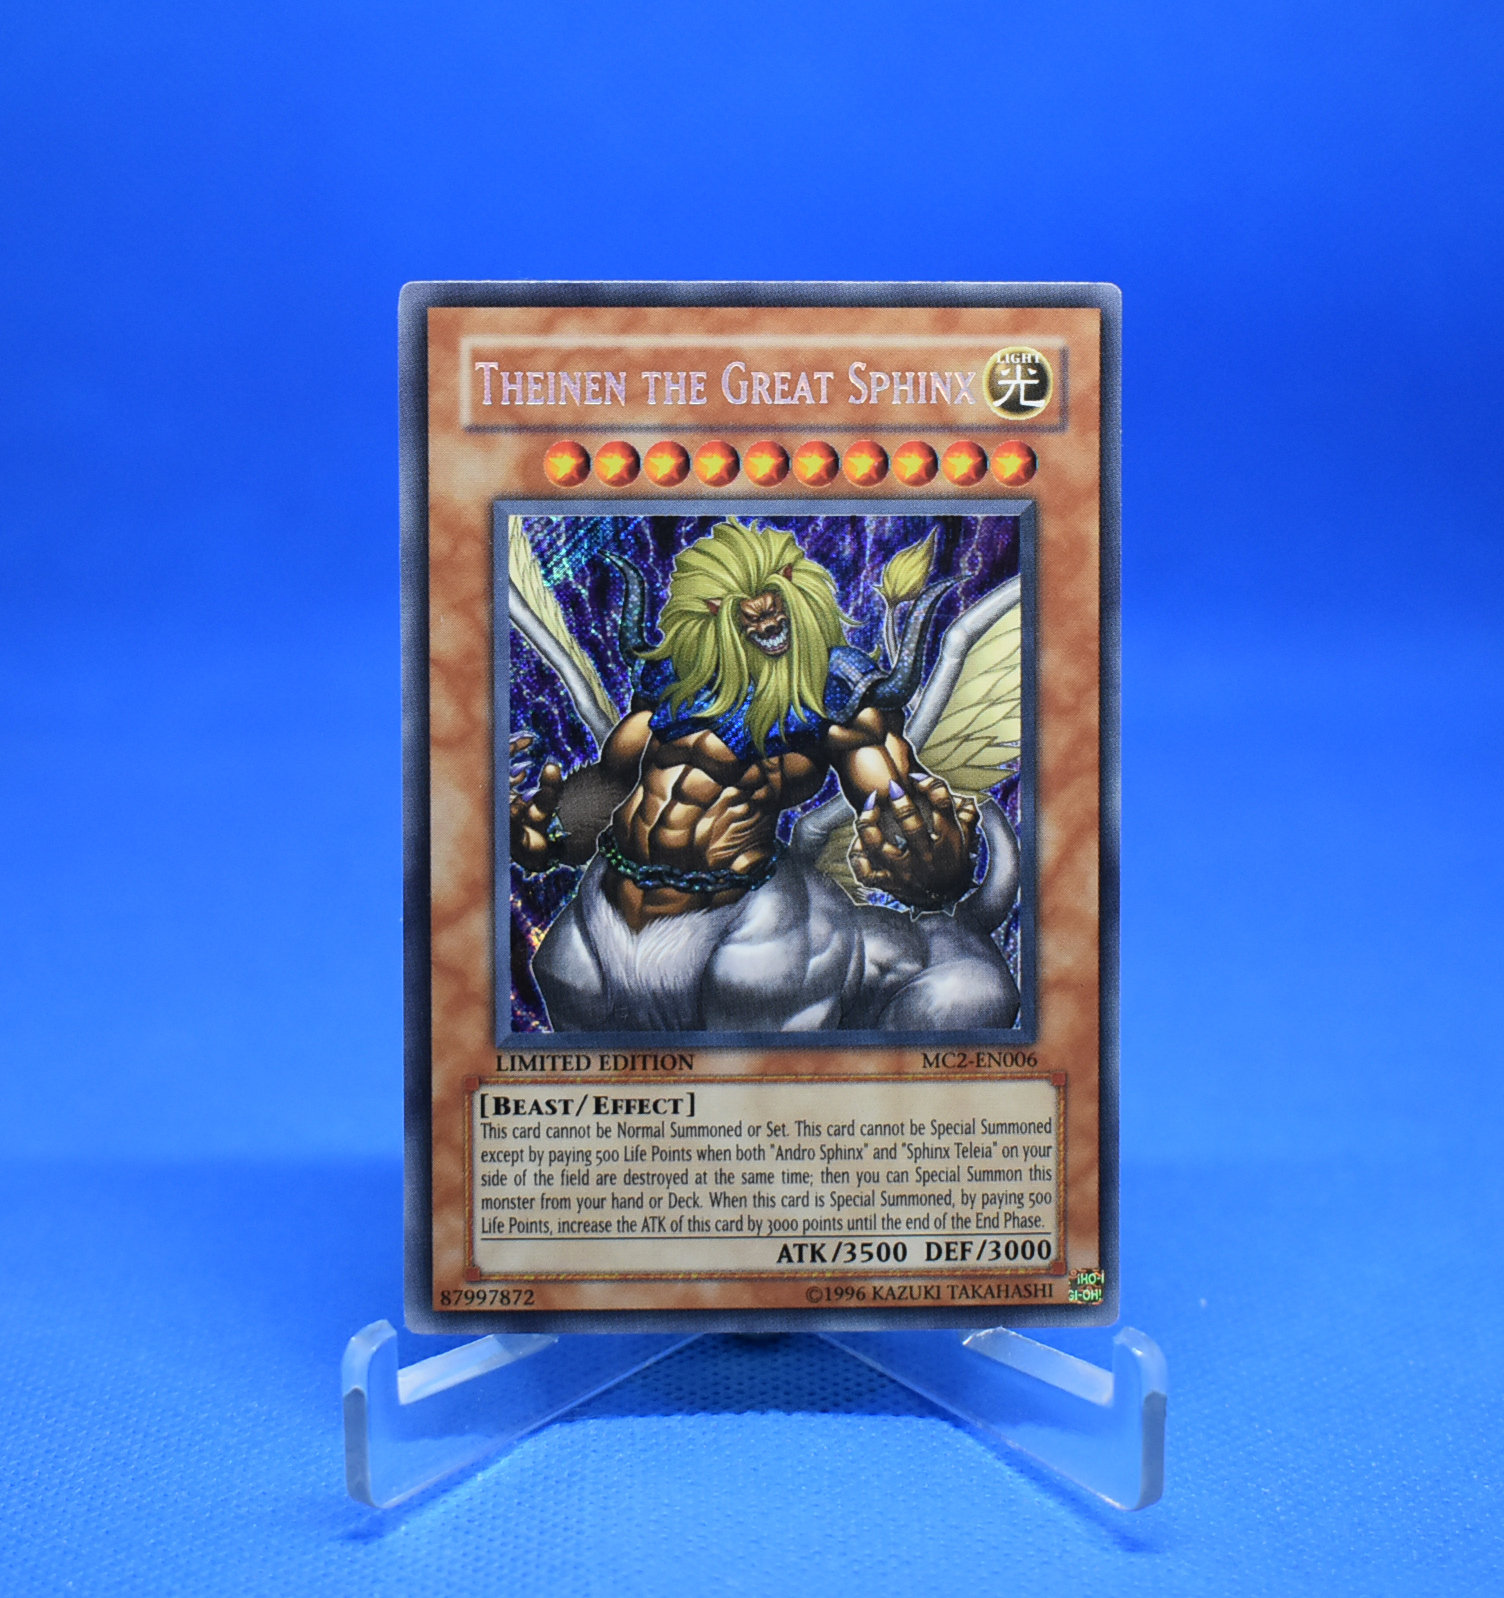 THEINEN THE GREAT SPHINX
LIGHT
光
LIMITED EDITION
MC2-EN006
[BEAST/EFFECT]
This card cannot be Normal Summoned or Set. This card cannot be Special Summoned
except by paying 500 Life Points when both "Andro Sphinx" and "Sphinx Teleia" on your
side of the field are destroyed at the same time; then you can Special Summon this
monster from your hand or Deck. When this card is Special Summoned, by paying 500
Life Points, increase the ATK of this card by 3000 points until the end of the End Phase.
ATK/3500 DEF/3000
87997872
©1996 KAZUKI TAKAHASHI
GI-OH!